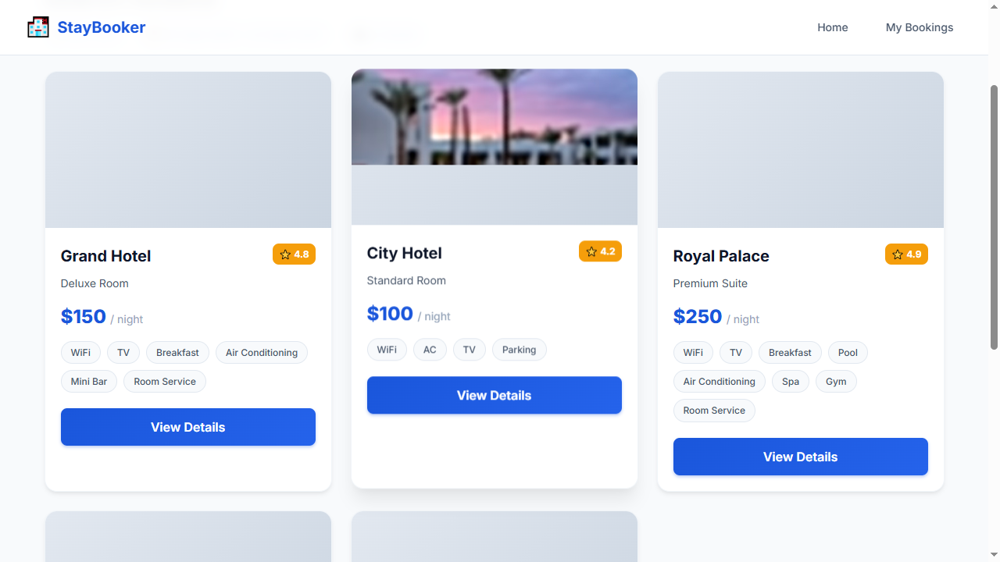 StayBooker
Home
My Bookings
Grand Hotel
4.8
Deluxe Room
$150 / night
WiFi
TV
Breakfast
Air Conditioning
Mini Bar
Room Service
View Details
City Hotel
4.2
Standard Room
$100 / night
WiFi
AC
TV
Parking
View Details
Royal Palace
4.9
Premium Suite
$250 / night
WiFi
TV
Breakfast
Pool
Air Conditioning
Spa
Gym
Room Service
View Details